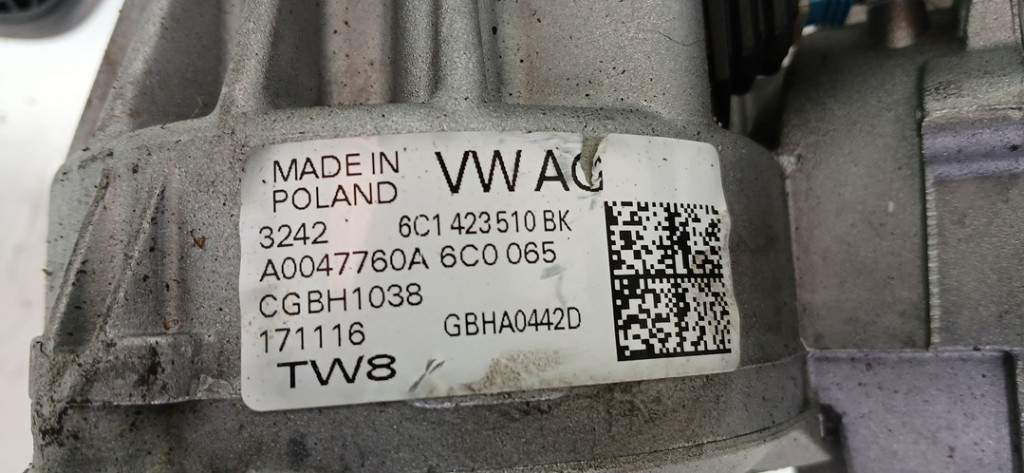 MADE IN VW AG
POLAND
3242 6C1 423 510 BK
A0047760A 6C0 065
CGBH1038
171116 GBHA0442D
TW8